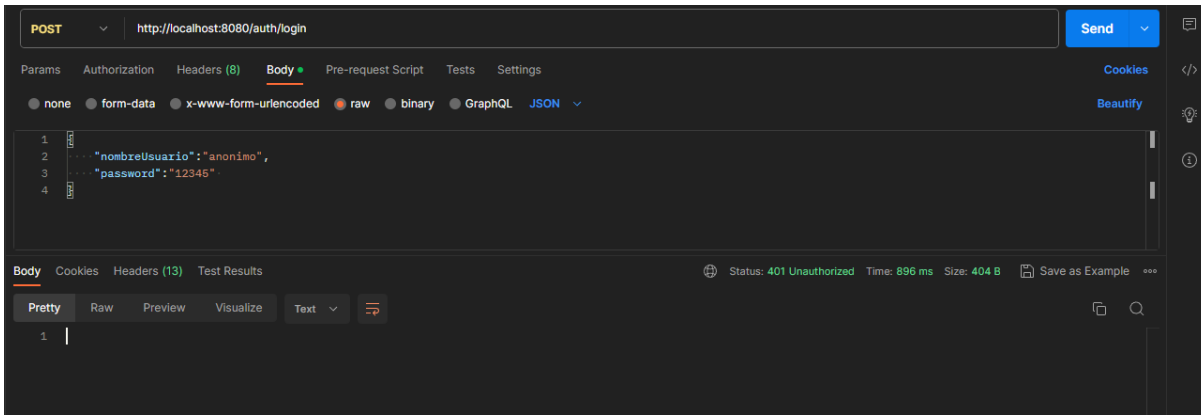 POST http://localhost:8080/auth/login Send
Params Authorization Headers (8) Body Pre-request Script Tests Settings Cookies
none form-data x-www-form-urlencoded raw binary GraphQL JSON Beautify
1 {
2 "nombreUsuario":"anonimo",
3 "password":"12345"
4 }
Body Cookies Headers (13) Test Results Status: 401 Unauthorized Time: 896 ms Size: 404 B Save as Example
Pretty Raw Preview Visualize Text
1